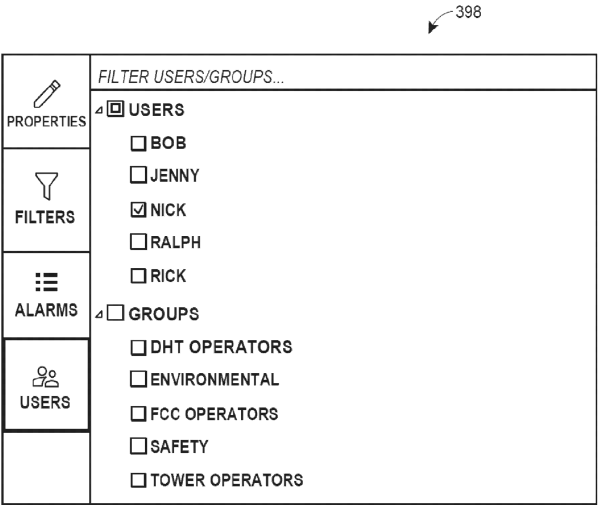 398
FILTER USERS/GROUPS...
PROPERTIES
FILTERS
ALARMS
USERS
USERS
BOB
JENNY
NICK
RALPH
RICK
GROUPS
DHT OPERATORS
ENVIRONMENTAL
FCC OPERATORS
SAFETY
TOWER OPERATORS